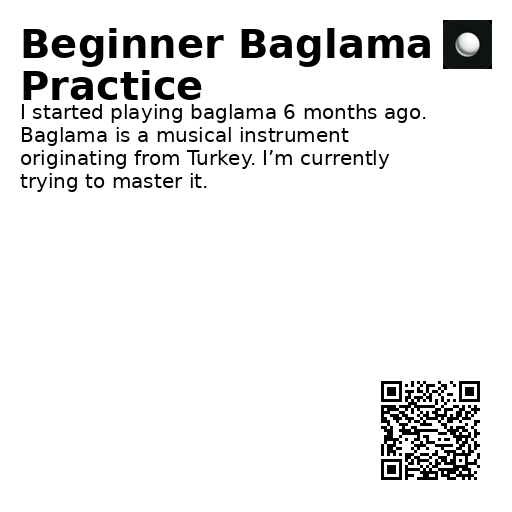 Beginner Baglama
Practice
I started playing baglama 6 months ago.
Baglama is a musical instrument
originating from Turkey. I’m currently
trying to master it.